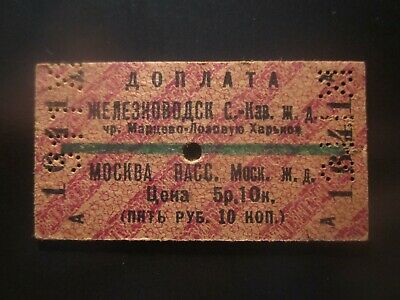 ДОПЛАТА
ЖЕЛЕЗНОВОДСК С.-Кав. ж. д.
чр. Марцево-Лозовую Харьков
МОСКВА ПАСС. Моск. ж. д.
Цена 5р.10к.
(ПЯТЬ РУБ. 10 КОП.)
А
А